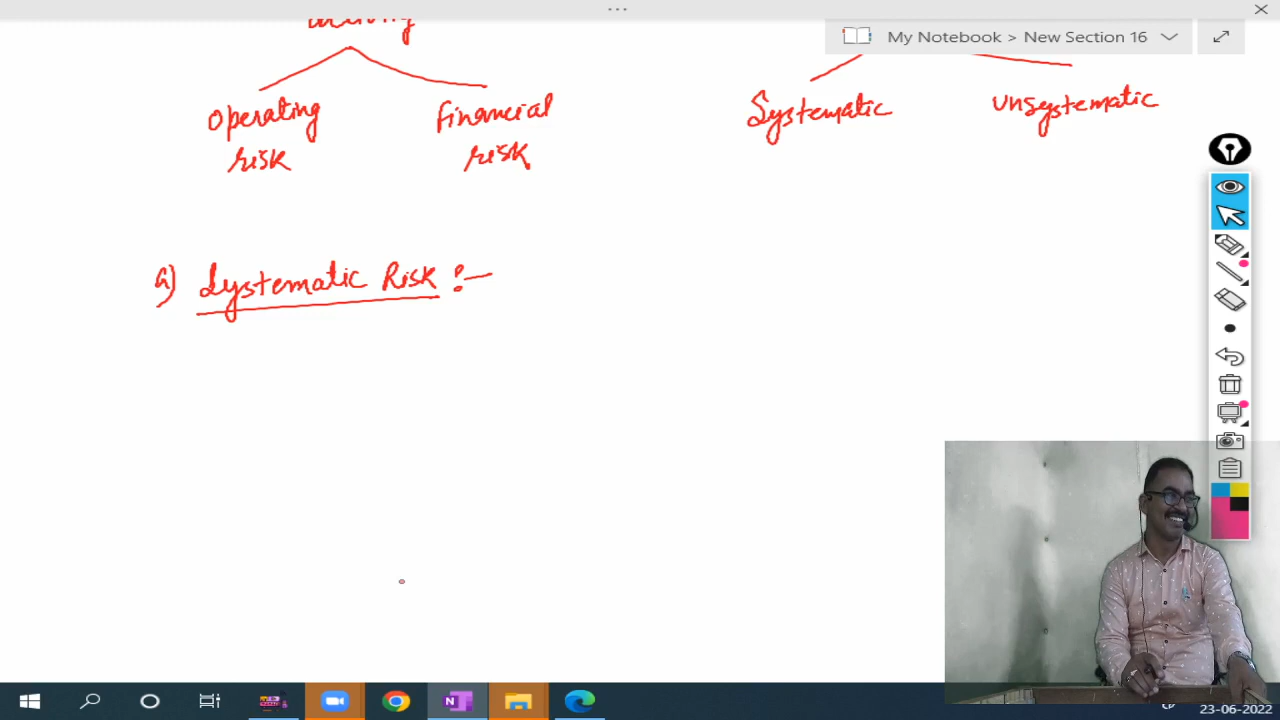 My Notebook > New Section 16
Operating
risk
Financial
risk
Systematic
Unsystematic
a) Systematic Risk :-
23-06-2022